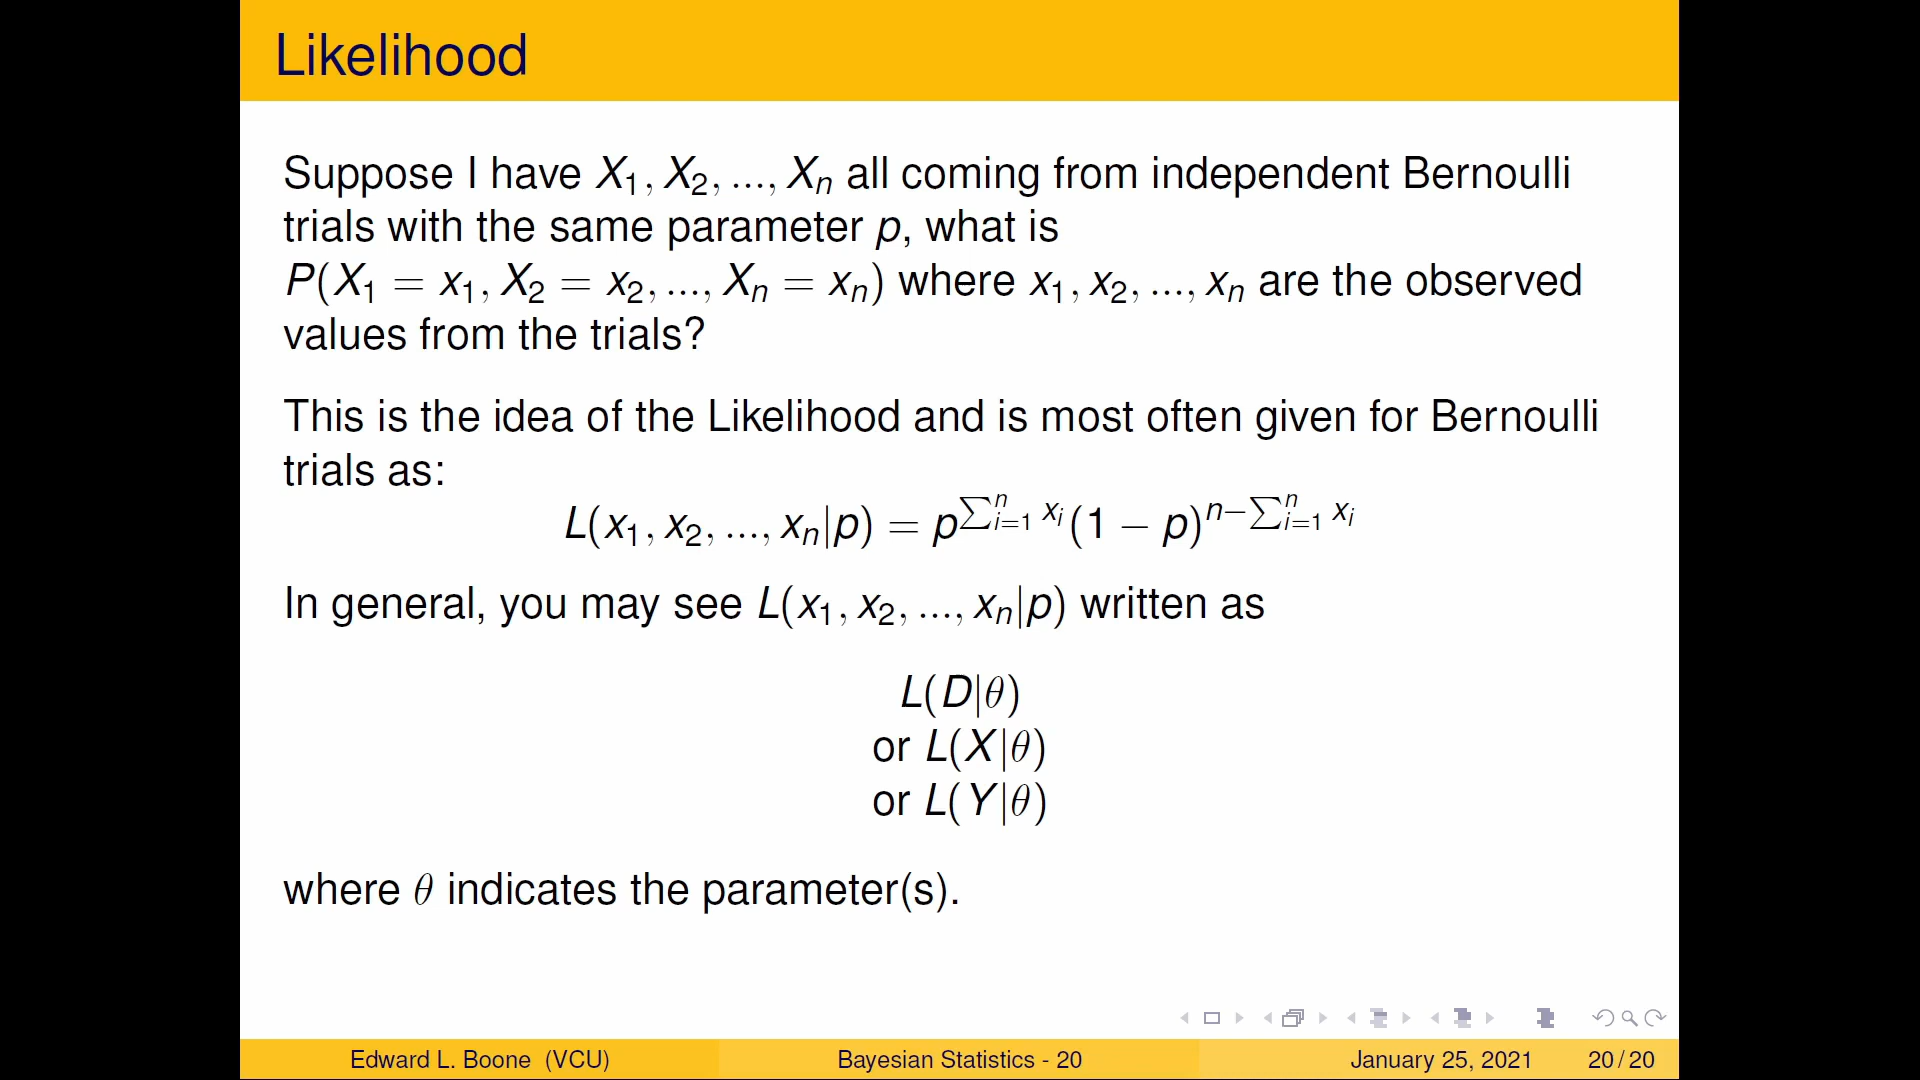 Likelihood
Suppose I have X₁, X₂, ..., Xₙ all coming from independent Bernoulli
trials with the same parameter p, what is
P(X₁ = x₁, X₂ = x₂, ..., Xₙ = xₙ) where x₁, x₂, ..., xₙ are the observed
values from the trials?
This is the idea of the Likelihood and is most often given for Bernoulli
trials as:
L(x₁, x₂, ..., xₙ|p) = p^{∑_{i=1}^{n} x_i}(1 − p)^{n−∑_{i=1}^{n} x_i}
In general, you may see L(x₁, x₂, ..., xₙ|p) written as
L(D|θ)
or L(X|θ)
or L(Y|θ)
where θ indicates the parameter(s).
Edward L. Boone (VCU) Bayesian Statistics - 20 January 25, 2021 20 / 20